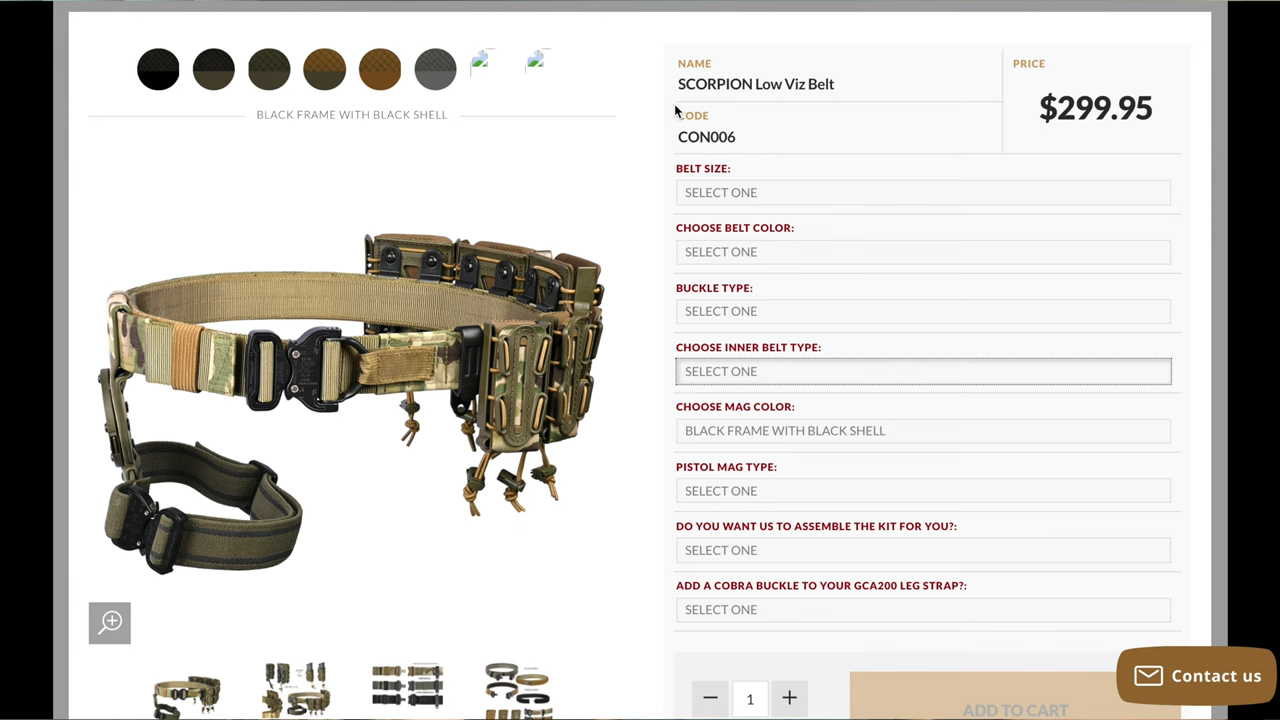 BLACK FRAME WITH BLACK SHELL
NAME
SCORPION Low Viz Belt
CODE
CON006
PRICE
$299.95
BELT SIZE:
SELECT ONE
CHOOSE BELT COLOR:
SELECT ONE
BUCKLE TYPE:
SELECT ONE
CHOOSE INNER BELT TYPE:
SELECT ONE
CHOOSE MAG COLOR:
BLACK FRAME WITH BLACK SHELL
PISTOL MAG TYPE:
SELECT ONE
DO YOU WANT US TO ASSEMBLE THE KIT FOR YOU?:
SELECT ONE
ADD A COBRA BUCKLE TO YOUR GCA200 LEG STRAP?:
SELECT ONE
1
ADD TO CART
Contact us